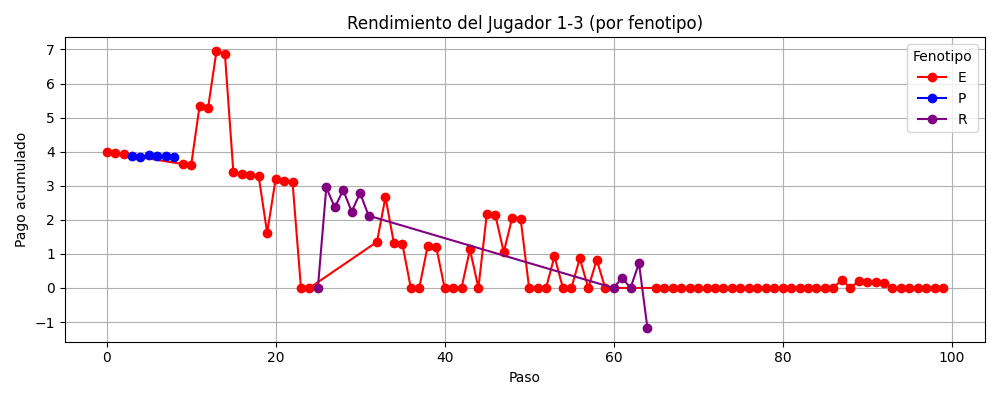 Rendimiento del Jugador 1-3 (por fenotipo)
Pago acumulado
7
6
5
4
3
2
1
0
−1
Fenotipo
E
P
R
0 20 40 60 80 100
Paso